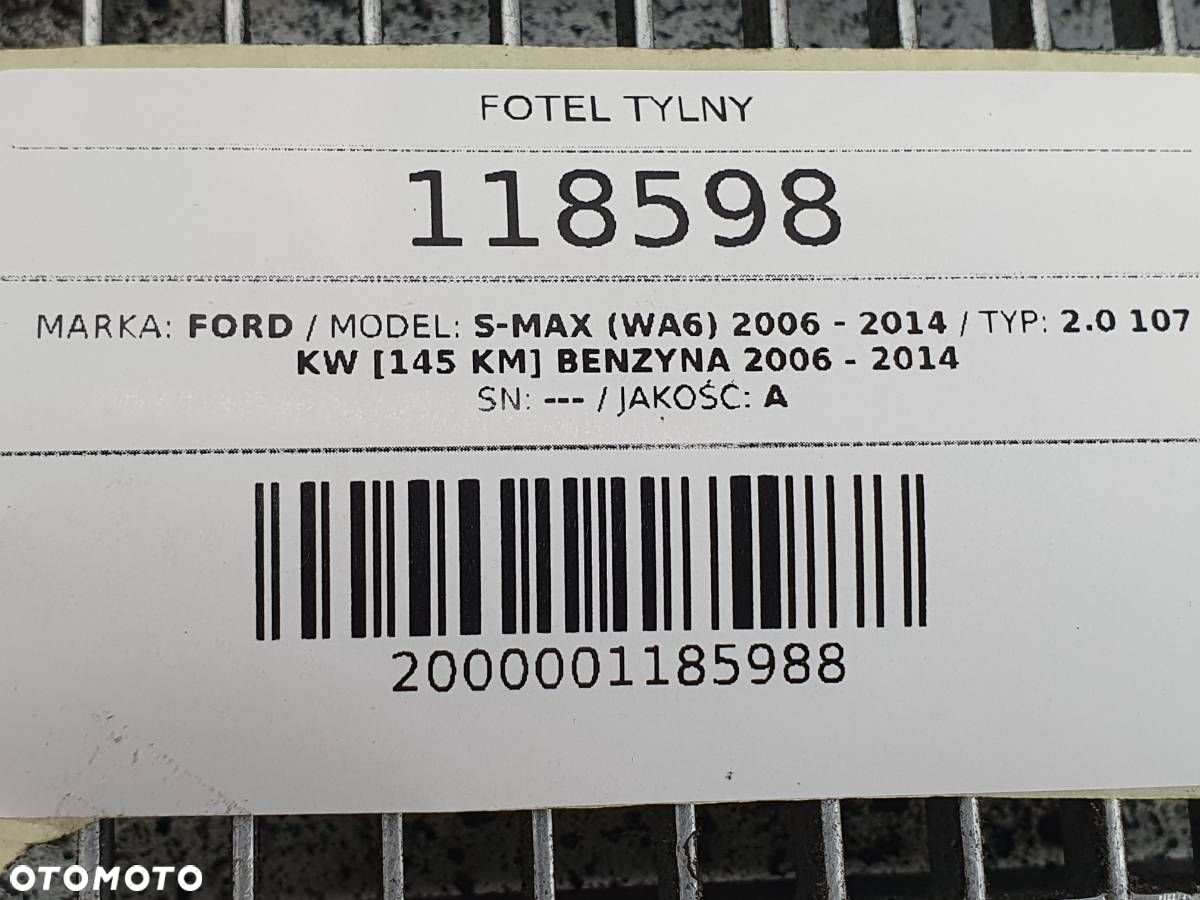 FOTEL TYLNY
118598
MARKA: FORD / MODEL: S-MAX (WA6) 2006 - 2014 / TYP: 2.0 107
KW [145 KM] BENZYNA 2006 - 2014
SN: --- / JAKOŚĆ: A
2000001185988
OTOMOTO